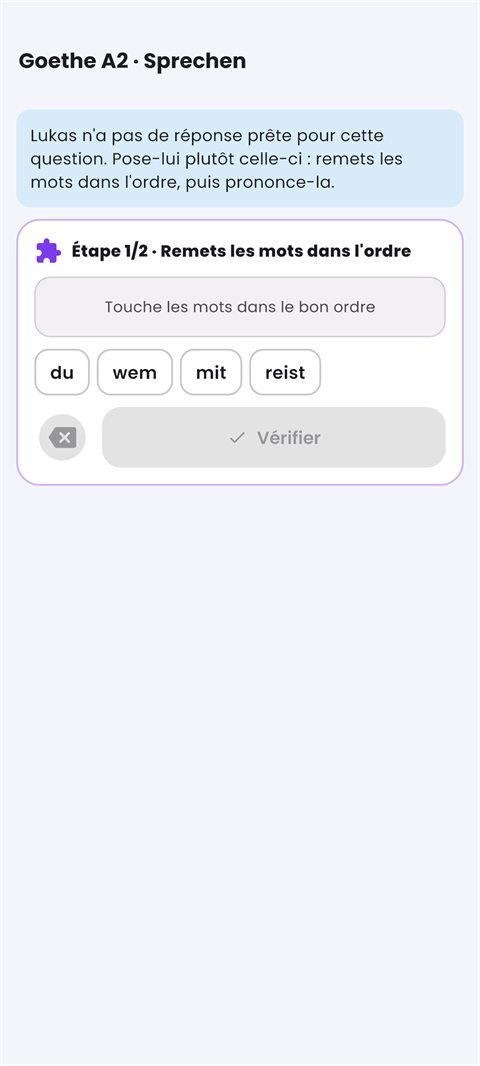 Goethe A2 · Sprechen
Lukas n'a pas de réponse prête pour cette
question. Pose-lui plutôt celle-ci : remets les
mots dans l'ordre, puis prononce-la.
Étape 1/2 · Remets les mots dans l'ordre
Touche les mots dans le bon ordre
du wem mit reist
Vérifier